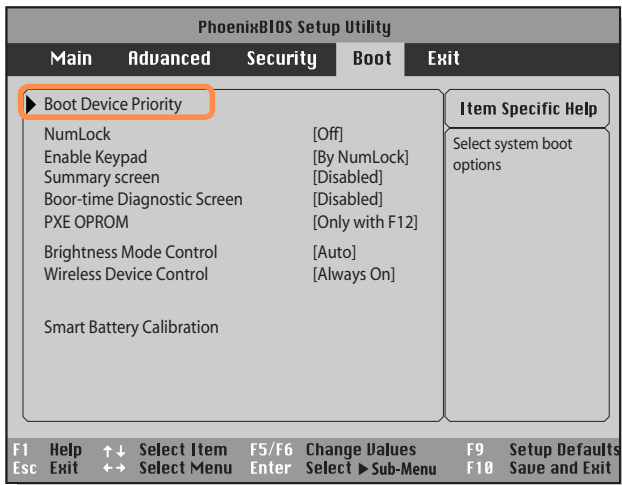 PhoenixBIOS Setup Utility
Main Advanced Security Boot Exit
Boot Device Priority
NumLock [Off]
Enable Keypad [By NumLock]
Summary screen [Disabled]
Boor-time Diagnostic Screen [Disabled]
PXE OPROM [Only with F12]
Brightness Mode Control [Auto]
Wireless Device Control [Always On]
Smart Battery Calibration
Item Specific Help
Select system boot
options
F1 Help ↑↓ Select Item F5/F6 Change Values F9 Setup Defaults
Esc Exit ←→ Select Menu Enter Select ▶ Sub-Menu F10 Save and Exit